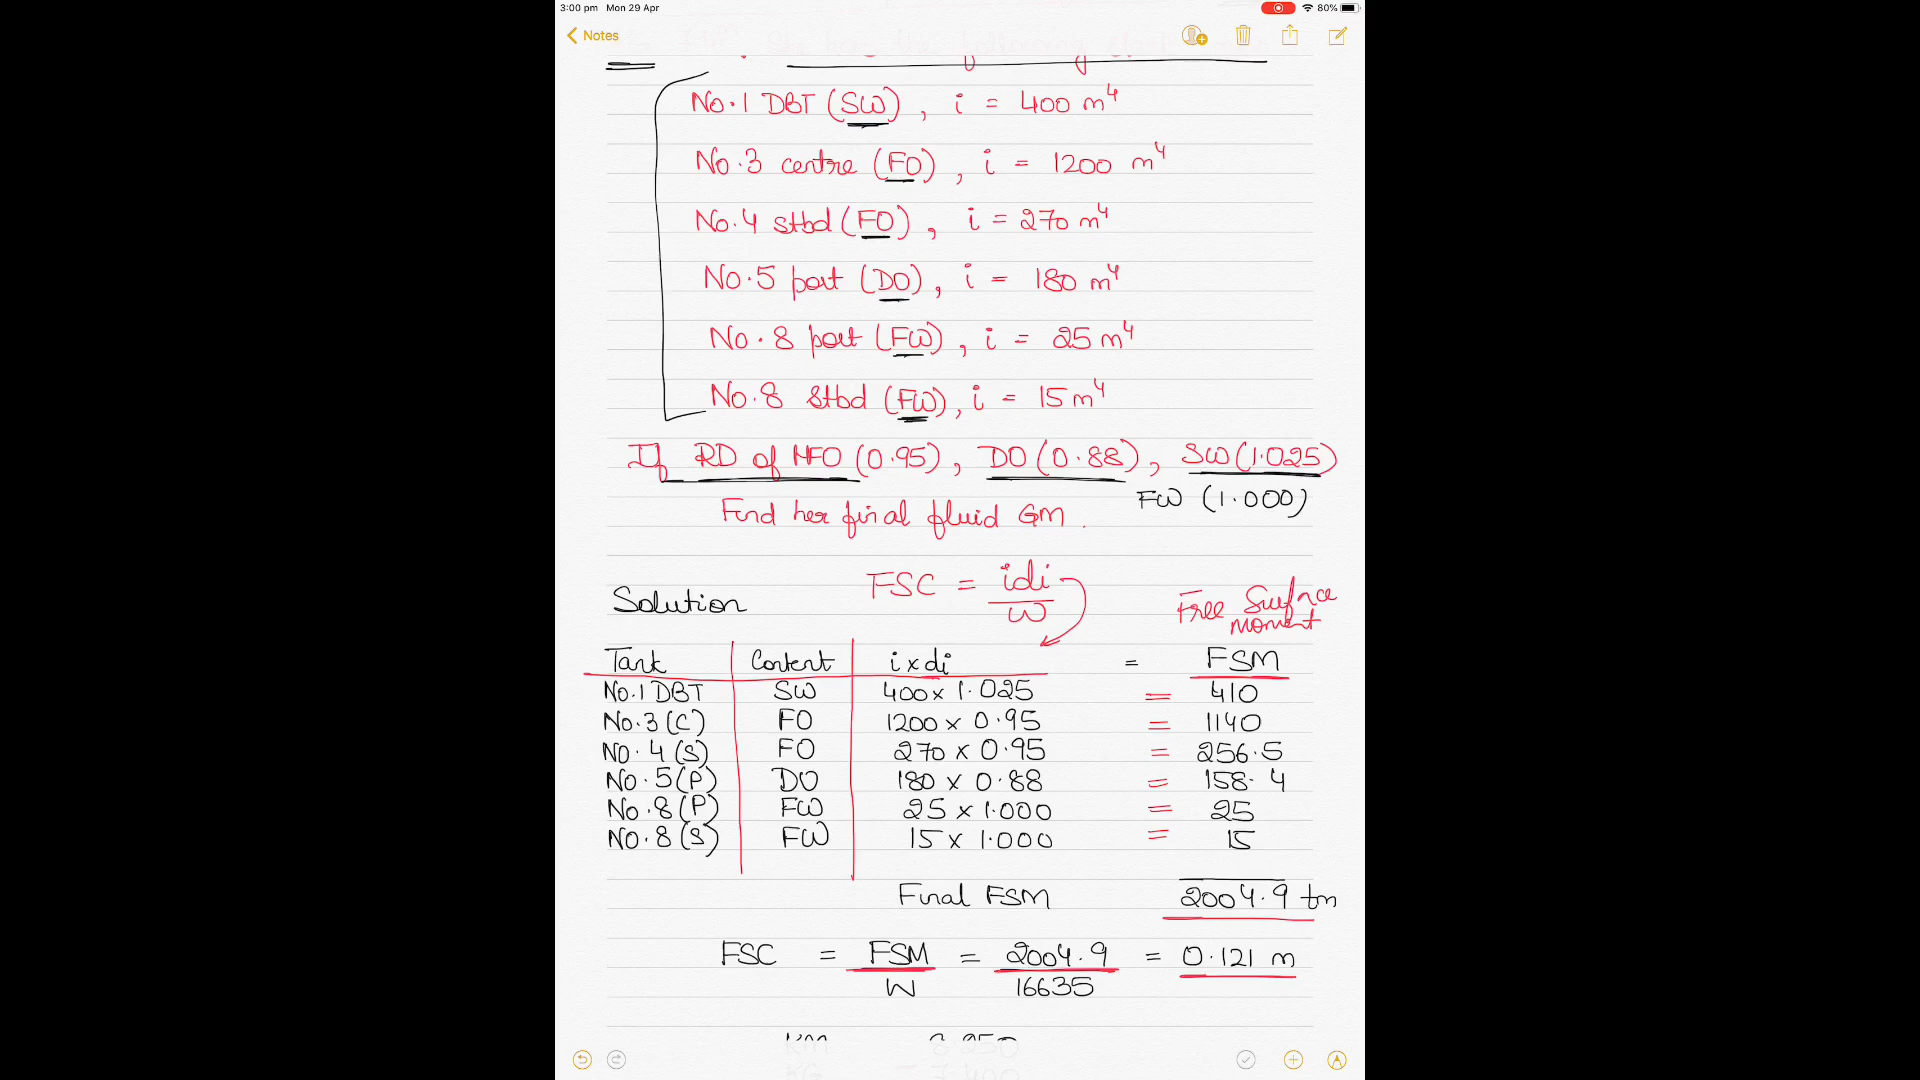 3:00 pm Mon 29 Apr 80%
Notes
No.1 DBT (SW), i = 400 m⁴
No.3 centre (FO), i = 1200 m⁴
No.4 stbd (FO), i = 270 m⁴
No.5 port (DO), i = 180 m⁴
No.8 port (FW), i = 25 m⁴
No.8 Stbd (FW), i = 15 m⁴
If RD of HFO (0.95), DO (0.88), SW (1.025)
FW (1.000)
Find her final fluid GM.
Solution
FSC = idi / W
Free Surface
moment
Tank Content i x di = FSM
No.1 DBT SW 400 x 1.025 = 410
No.3 (C) FO 1200 x 0.95 = 1140
No.4 (S) FO 270 x 0.95 = 256.5
No.5 (P) DO 180 x 0.88 = 158.4
No.8 (P) FW 25 x 1.000 = 25
No.8 (S) FW 15 x 1.000 = 15
Final FSM 2004.9 tm
FSC = FSM / W = 2004.9 / 16635 = 0.121 m